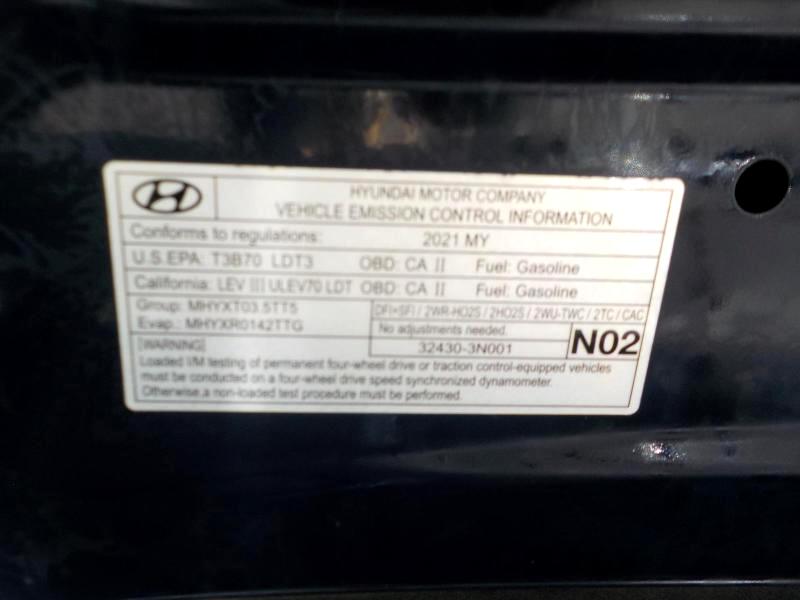 HYUNDAI MOTOR COMPANY
VEHICLE EMISSION CONTROL INFORMATION
Conforms to regulations: 2021 MY
U.S.EPA: T3B70 LDT3 OBD: CA II Fuel: Gasoline
California: LEV III ULEV70 LDT OBD: CA II Fuel: Gasoline
Group: MHYXT03.5TT5 DFI+SFI / 2WR-HO2S / 2HO2S / 2WU-TWC / 2TC / CAC
Evap.: MHYXR0142TTG No adjustments needed.
[WARNING] 32430-3N001 N02
Loaded I/M testing of permanent four-wheel drive or traction control-equipped vehicles
must be conducted on a four-wheel drive speed synchronized dynamometer.
Otherwise,a non-loaded test procedure must be performed.